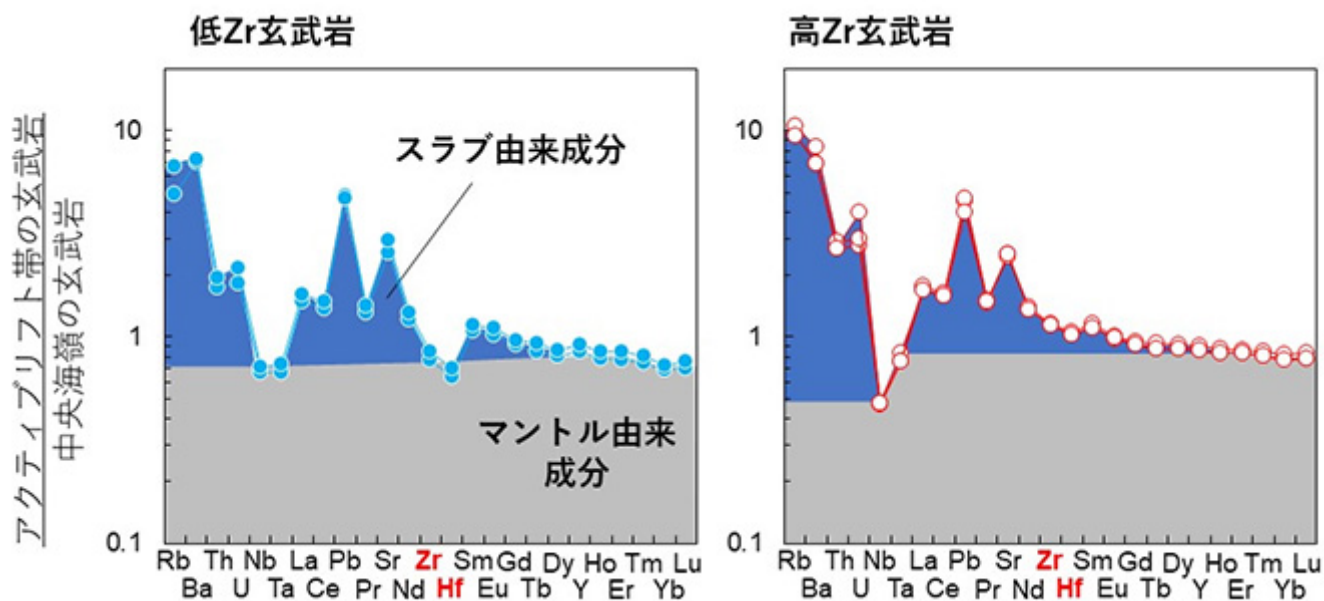 低Zr玄武岩
高Zr玄武岩
アクティブリフト帯の玄武岩
中央海嶺の玄武岩
10
1
0.1
スラブ由来成分
マントル由来
成分
Rb Th Nb La Pb Sr Zr Sm Gd Dy Ho Tm Lu
Ba U Ta Ce Pr Nd Hf Eu Tb Y Er Yb
10
1
0.1
Rb Th Nb La Pb Sr Zr Sm Gd Dy Ho Tm Lu
Ba U Ta Ce Pr Nd Hf Eu Tb Y Er Yb